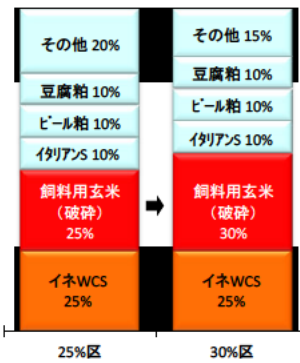 その他 20%
豆腐粕 10%
ビール粕 10%
イタリアンS 10%
飼料用玄米
（破砕）
25%
イネWCS
25%
25%区
その他 15%
豆腐粕 10%
ビール粕 10%
イタリアンS 10%
飼料用玄米
（破砕）
30%
イネWCS
25%
30%区